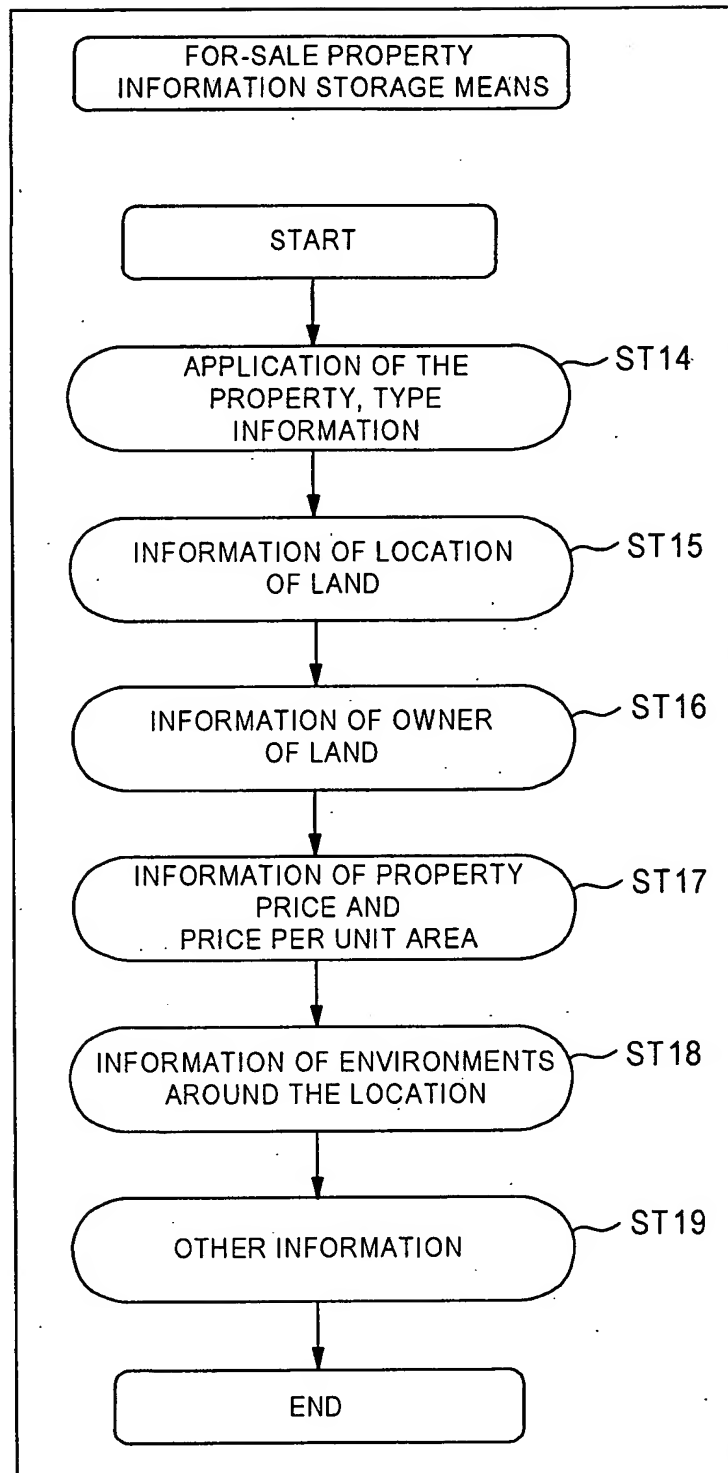 FOR-SALE PROPERTY
INFORMATION STORAGE MEANS
START
APPLICATION OF THE
PROPERTY, TYPE
INFORMATION
ST14
INFORMATION OF LOCATION
OF LAND
ST15
INFORMATION OF OWNER
OF LAND
ST16
INFORMATION OF PROPERTY
PRICE AND
PRICE PER UNIT AREA
ST17
INFORMATION OF ENVIRONMENTS
AROUND THE LOCATION
ST18
OTHER INFORMATION
ST19
END